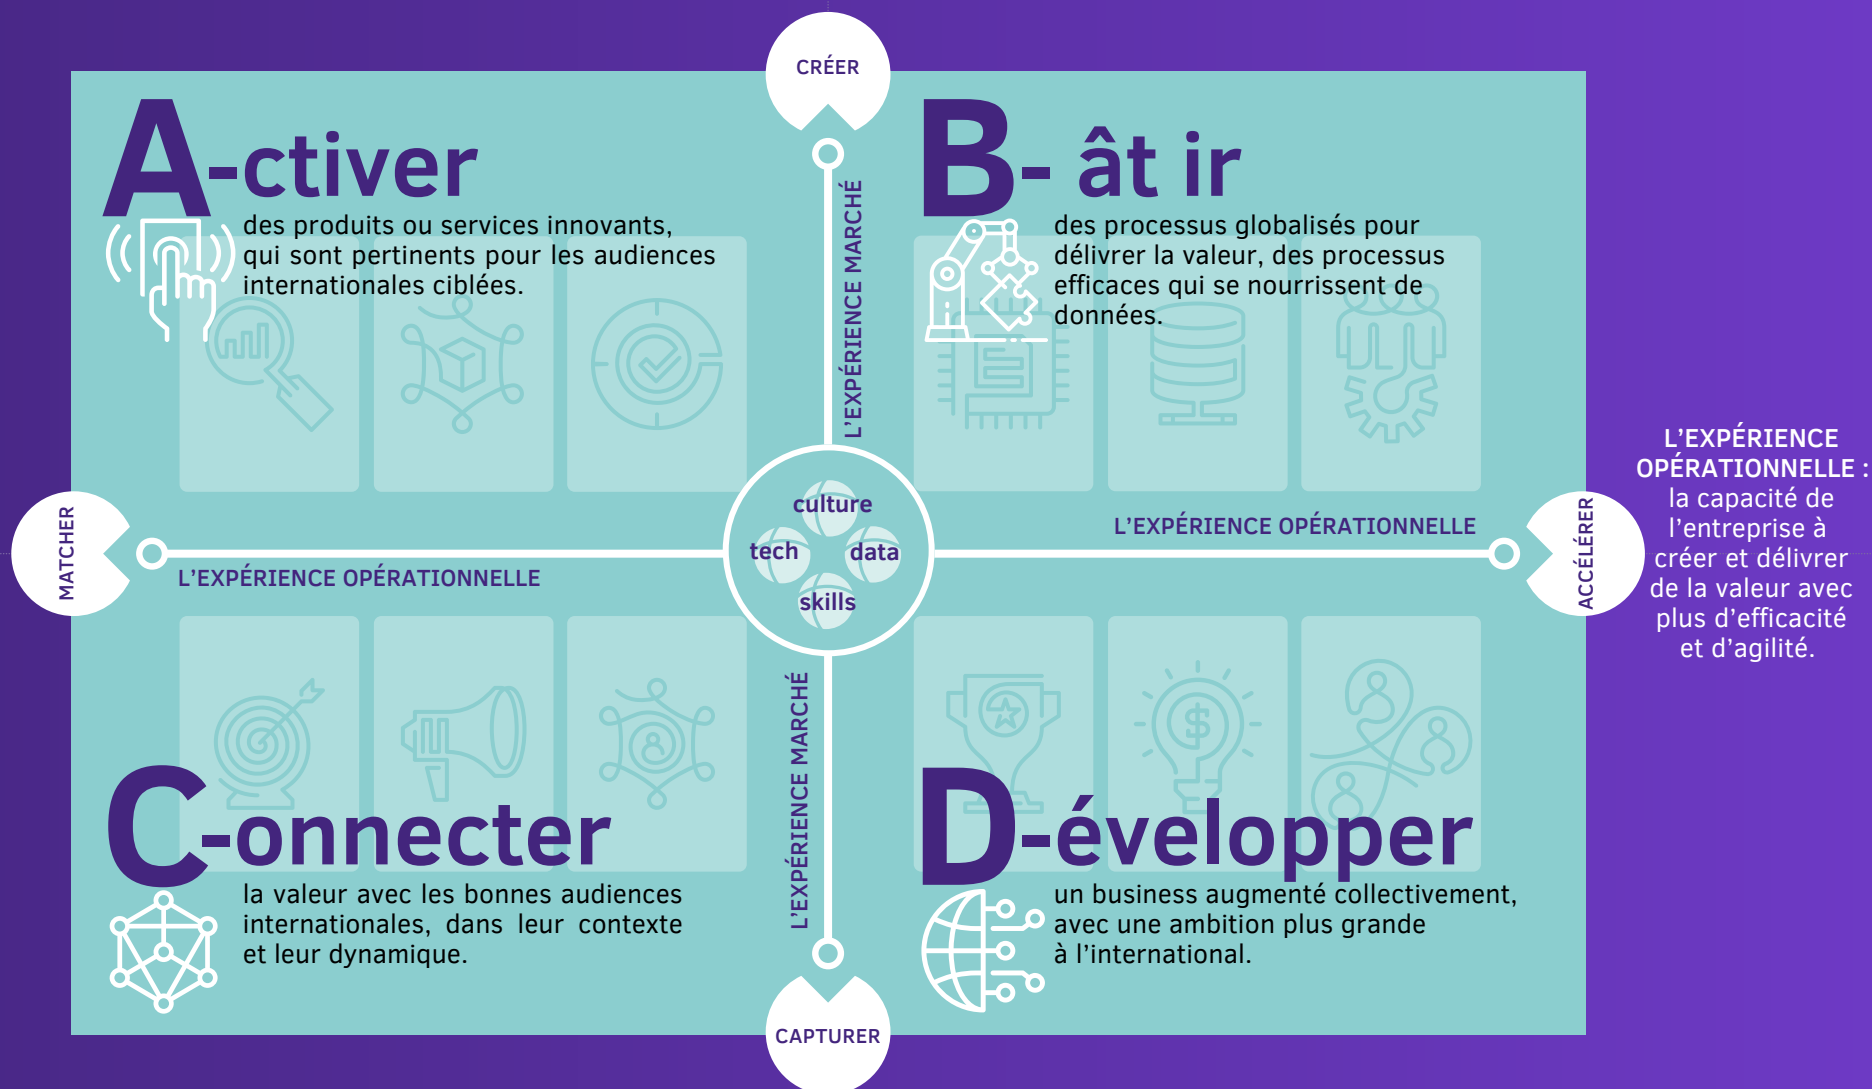 CRÉER
A-ctiver
des produits ou services innovants,
qui sont pertinents pour les audiences
internationales ciblées.
L'EXPÉRIENCE MARCHÉ
B- ât ir
des processus globalisés pour
délivrer la valeur, des processus
efficaces qui se nourrissent de
données.
MATCHER
L'EXPÉRIENCE OPÉRATIONNELLE
culture
tech
data
skills
L'EXPÉRIENCE OPÉRATIONNELLE
ACCÉLÉRER
L'EXPÉRIENCE
OPÉRATIONNELLE :
la capacité de
l'entreprise à
créer et délivrer
de la valeur avec
plus d'efficacité
et d'agilité.
C-onnecter
la valeur avec les bonnes audiences
internationales, dans leur contexte
et leur dynamique.
L'EXPÉRIENCE MARCHÉ
D-évelopper
un business augmenté collectivement,
avec une ambition plus grande
à l'international.
CAPTURER